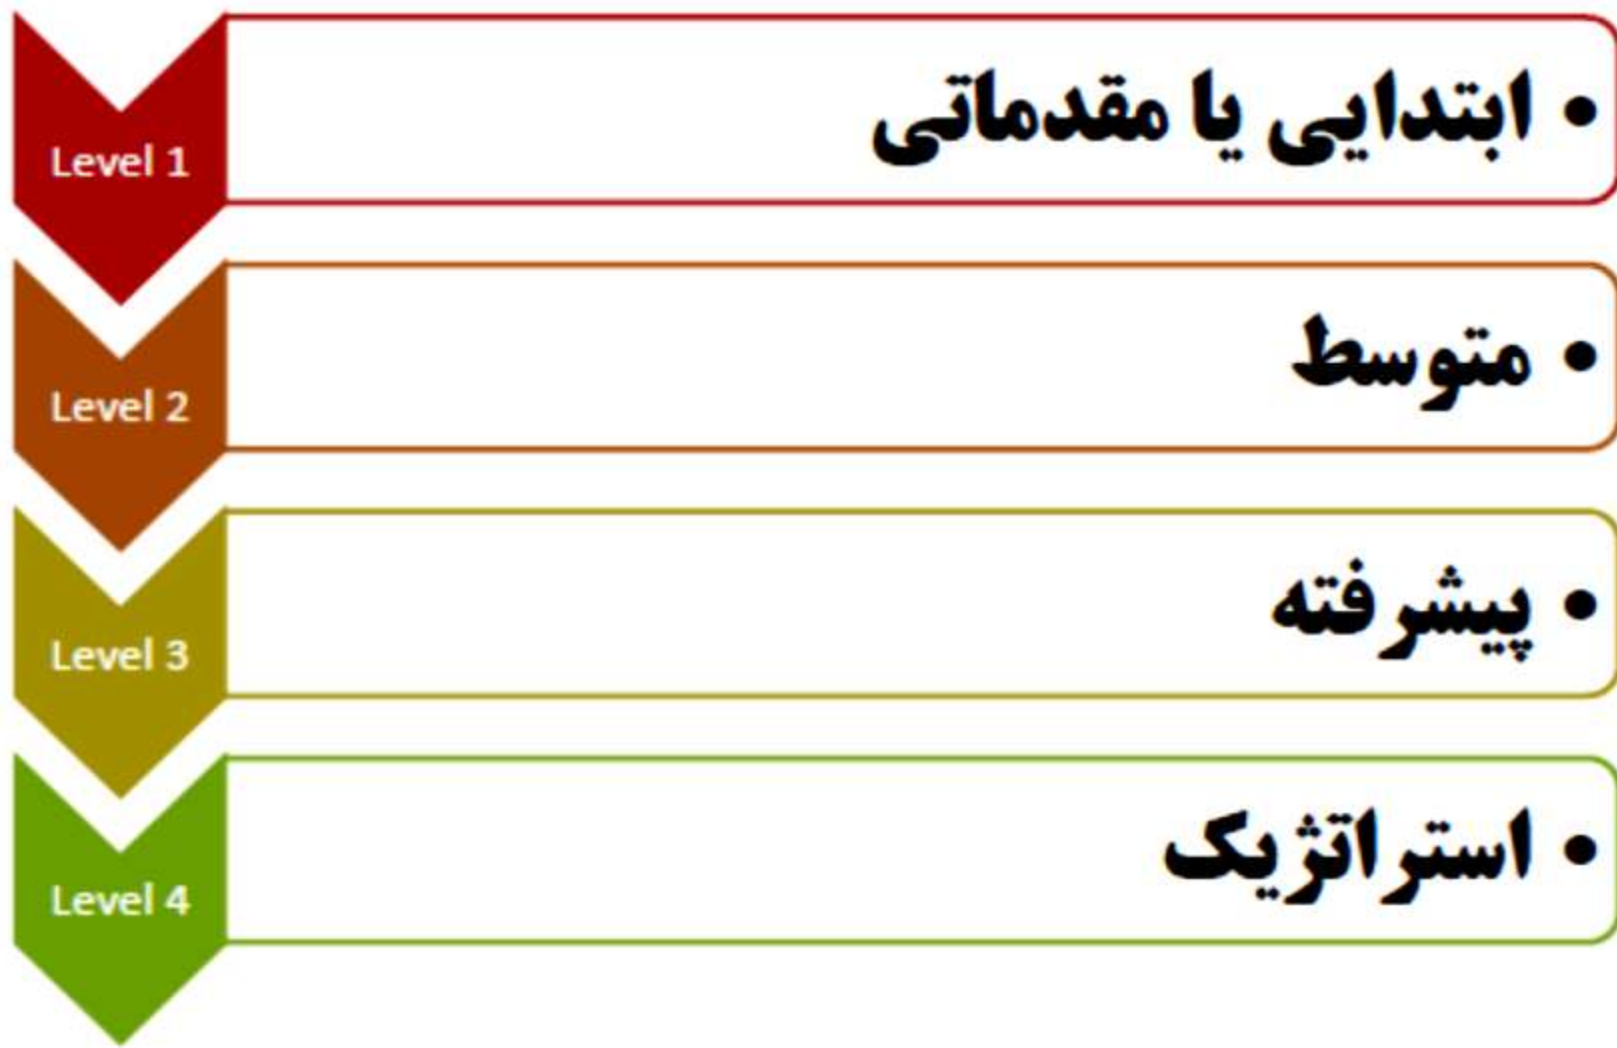 Level 1
• ابتدایی یا مقدماتی
Level 2
• متوسط
Level 3
• پیشرفته
Level 4
• استراتژیک